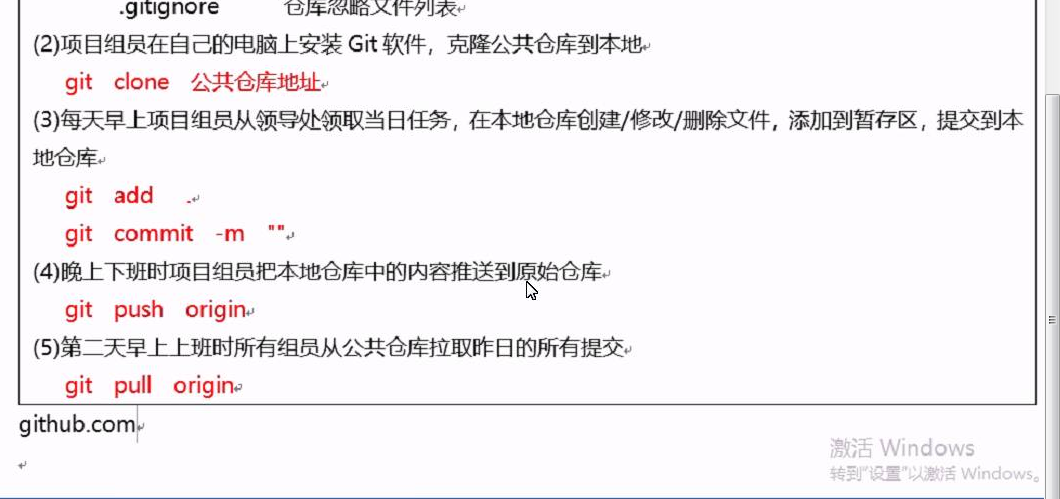 .gitignore 仓库忽略文件列表
(2)项目组员在自己的电脑上安装 Git 软件，克隆公共仓库到本地
git clone 公共仓库地址
(3)每天早上项目组员从领导处领取当日任务，在本地仓库创建/修改/删除文件，添加到暂存区，提交到本
地仓库
git add .
git commit -m ""
(4)晚上下班时项目组员把本地仓库中的内容推送到原始仓库
git push origin
(5)第二天早上上班时所有组员从公共仓库拉取昨日的所有提交
git pull origin
github.com
激活 Windows
转到"设置"以激活 Windows。